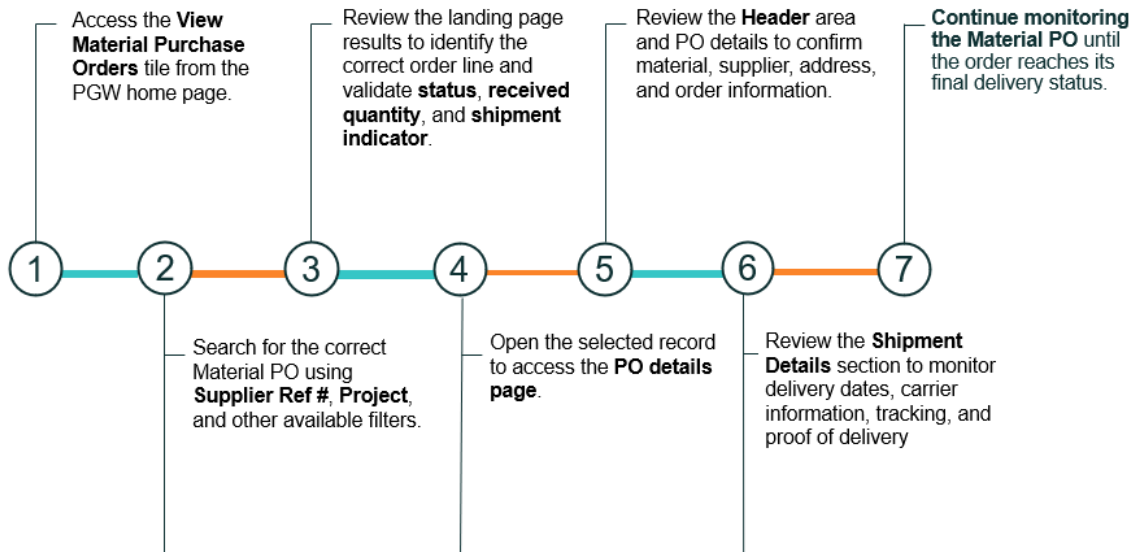 Access the View
Material Purchase
Orders tile from the
PGW home page.
Review the landing page
results to identify the
correct order line and
validate status, received
quantity, and shipment
indicator.
Review the Header area
and PO details to confirm
material, supplier, address,
and order information.
Continue monitoring
the Material PO until
the order reaches its
final delivery status.
1
2
3
4
5
6
7
Search for the correct
Material PO using
Supplier Ref #, Project,
and other available filters.
Open the selected record
to access the PO details
page.
Review the Shipment
Details section to monitor
delivery dates, carrier
information, tracking, and
proof of delivery